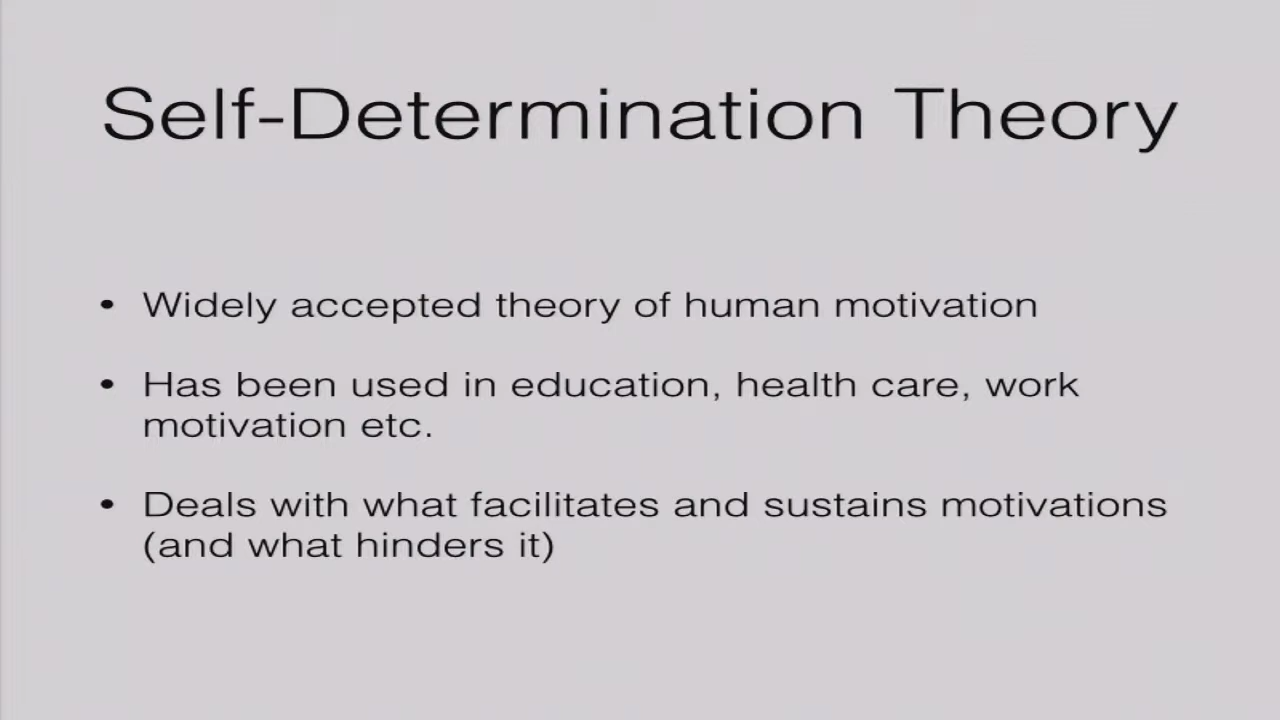 Self-Determination Theory
• Widely accepted theory of human motivation
• Has been used in education, health care, work
motivation etc.
• Deals with what facilitates and sustains motivations
(and what hinders it)